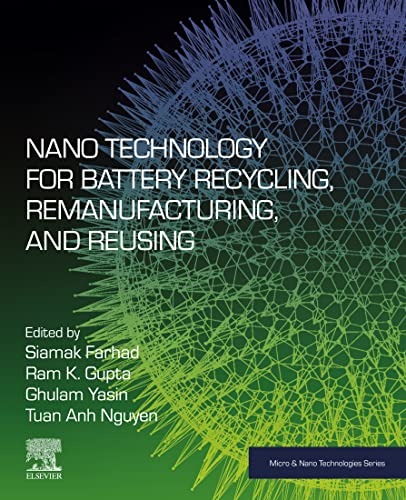 NANO TECHNOLOGY
FOR BATTERY RECYCLING,
REMANUFACTURING,
AND REUSING
Edited by
Siamak Farhad
Ram K. Gupta
Ghulam Yasin
Tuan Anh Nguyen
ELSEVIER
Micro & Nano Technologies Series